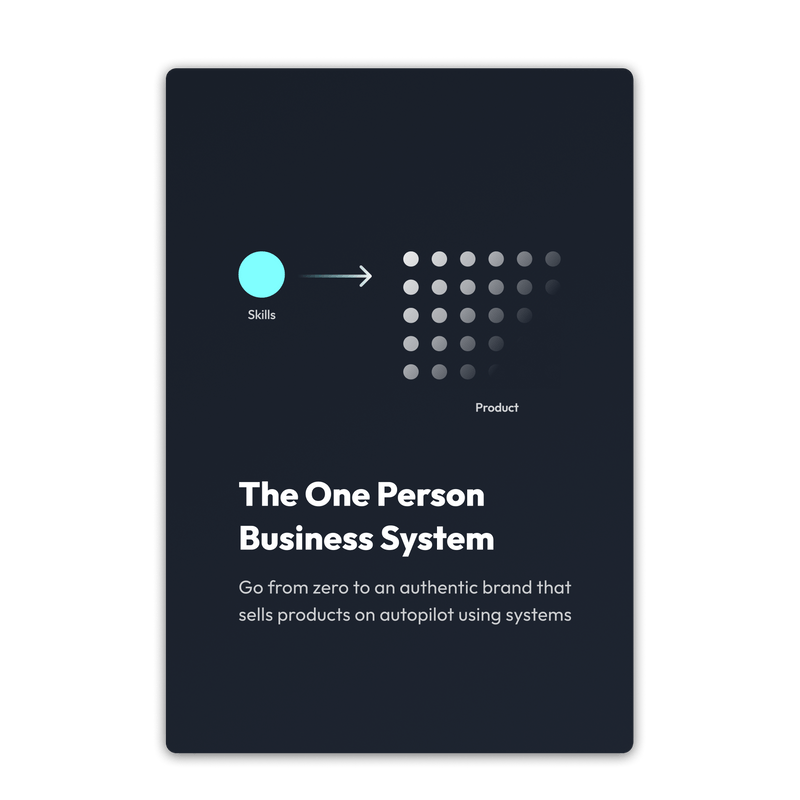 Skills
Product
The One Person
Business System
Go from zero to an authentic brand that
sells products on autopilot using systems